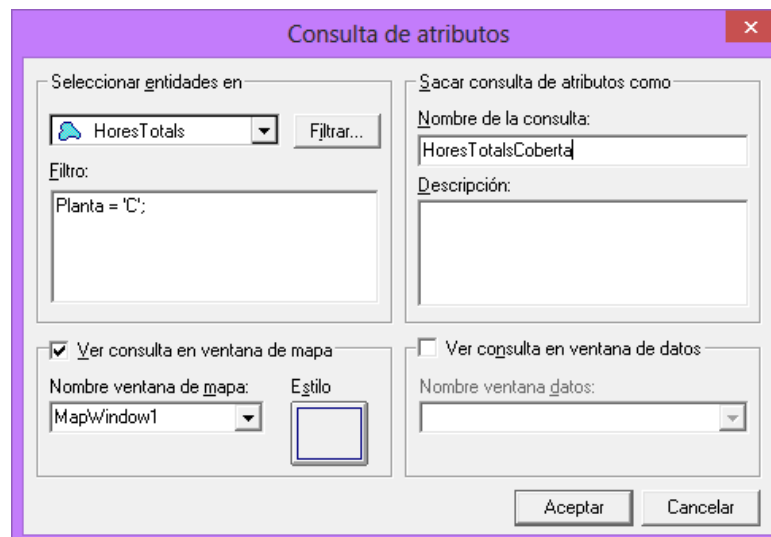 Consulta de atributos
Seleccionar entidades en
HoresTotals
Filtrar...
Filtro:
Planta = 'C';
Sacar consulta de atributos como
Nombre de la consulta:
HoresTotalsCoberta
Descripción:
Ver consulta en ventana de mapa
Nombre ventana de mapa:
Estilo
MapWindow1
Ver consulta en ventana de datos
Nombre ventana datos:
Aceptar
Cancelar